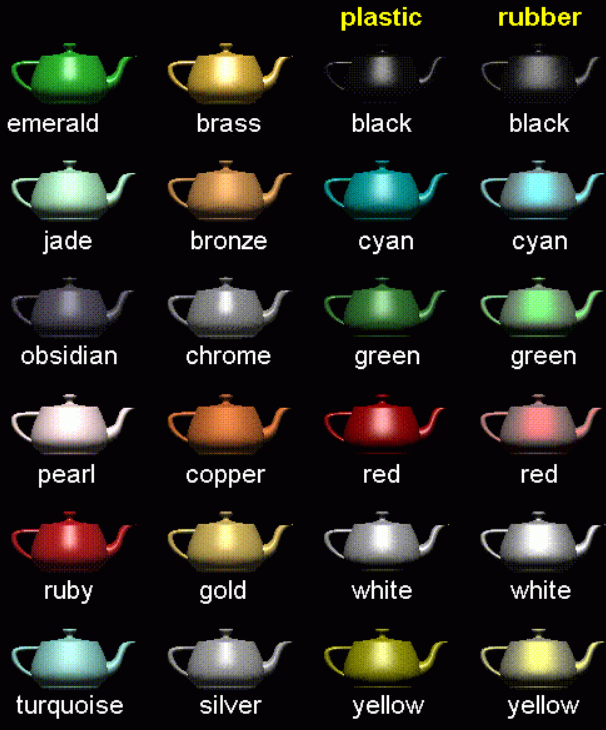 plastic rubber
emerald brass black black
jade bronze cyan cyan
obsidian chrome green green
pearl copper red red
ruby gold white white
turquoise silver yellow yellow